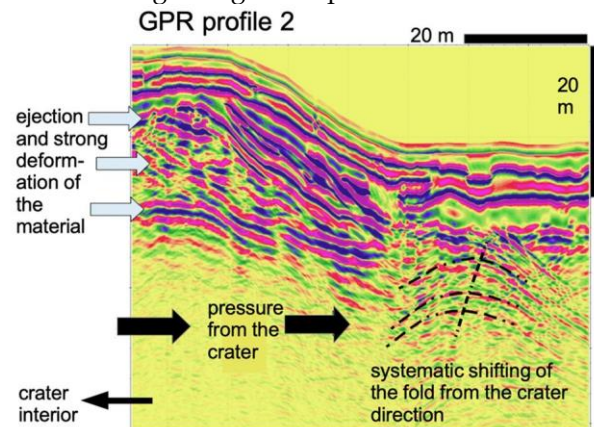 GPR profile 2
20 m
20
m
ejection
and strong
deform-
ation of
the
material
pressure
from the
crater
crater
interior
systematic shifting of
the fold from the crater
direction